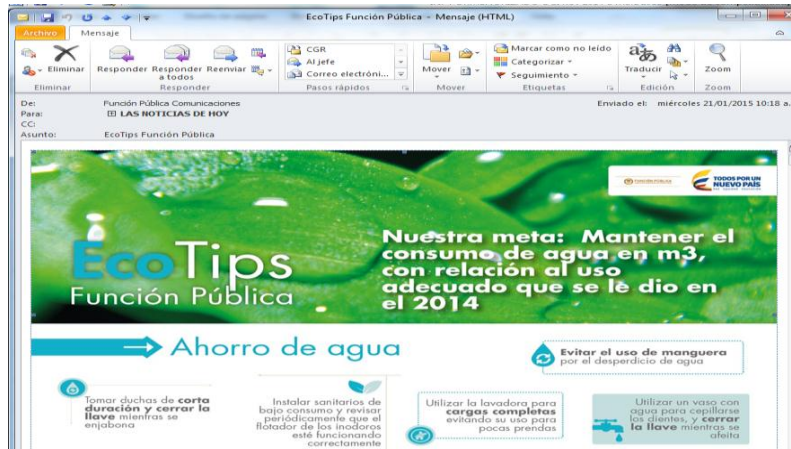 EcoTips Función Pública - Mensaje (HTML)
Archivo
Mensaje
Eliminar
Responder
Responder a todos
Reenviar
CGR
Al jefe
Correo electróni...
Mover
Marcar como no leído
Categorizar
Seguimiento
Traducir
Zoom
Eliminar
Responder
Pasos rápidos
Mover
Etiquetas
Edición
Zoom
De: Función Pública Comunicaciones
Enviado el: miércoles 21/01/2015 10:18 a.
Para: LAS NOTICIAS DE HOY
CC:
Asunto: EcoTips Función Pública
FUNCIÓN PÚBLICA
TODOS POR UN
NUEVO PAÍS
EcoTips
Función Pública
Nuestra meta: Mantener el
consumo de agua en m3,
con relación al uso
adecuado que se le dio en
el 2014
Ahorro de agua
Evitar el uso de manguera
por el desperdicio de agua
Tomar duchas de corta
duración y cerrar la
llave mientras se
enjabona
Instalar sanitarios de
bajo consumo y revisar
periódicamente que el
flotador de los inodoros
esté funcionando
correctamente
Utilizar la lavadora para
cargas completas
evitando su uso para
pocas prendas
Utilizar un vaso con
agua para cepillarse
los dientes, y cerrar
la llave mientras se
afeita